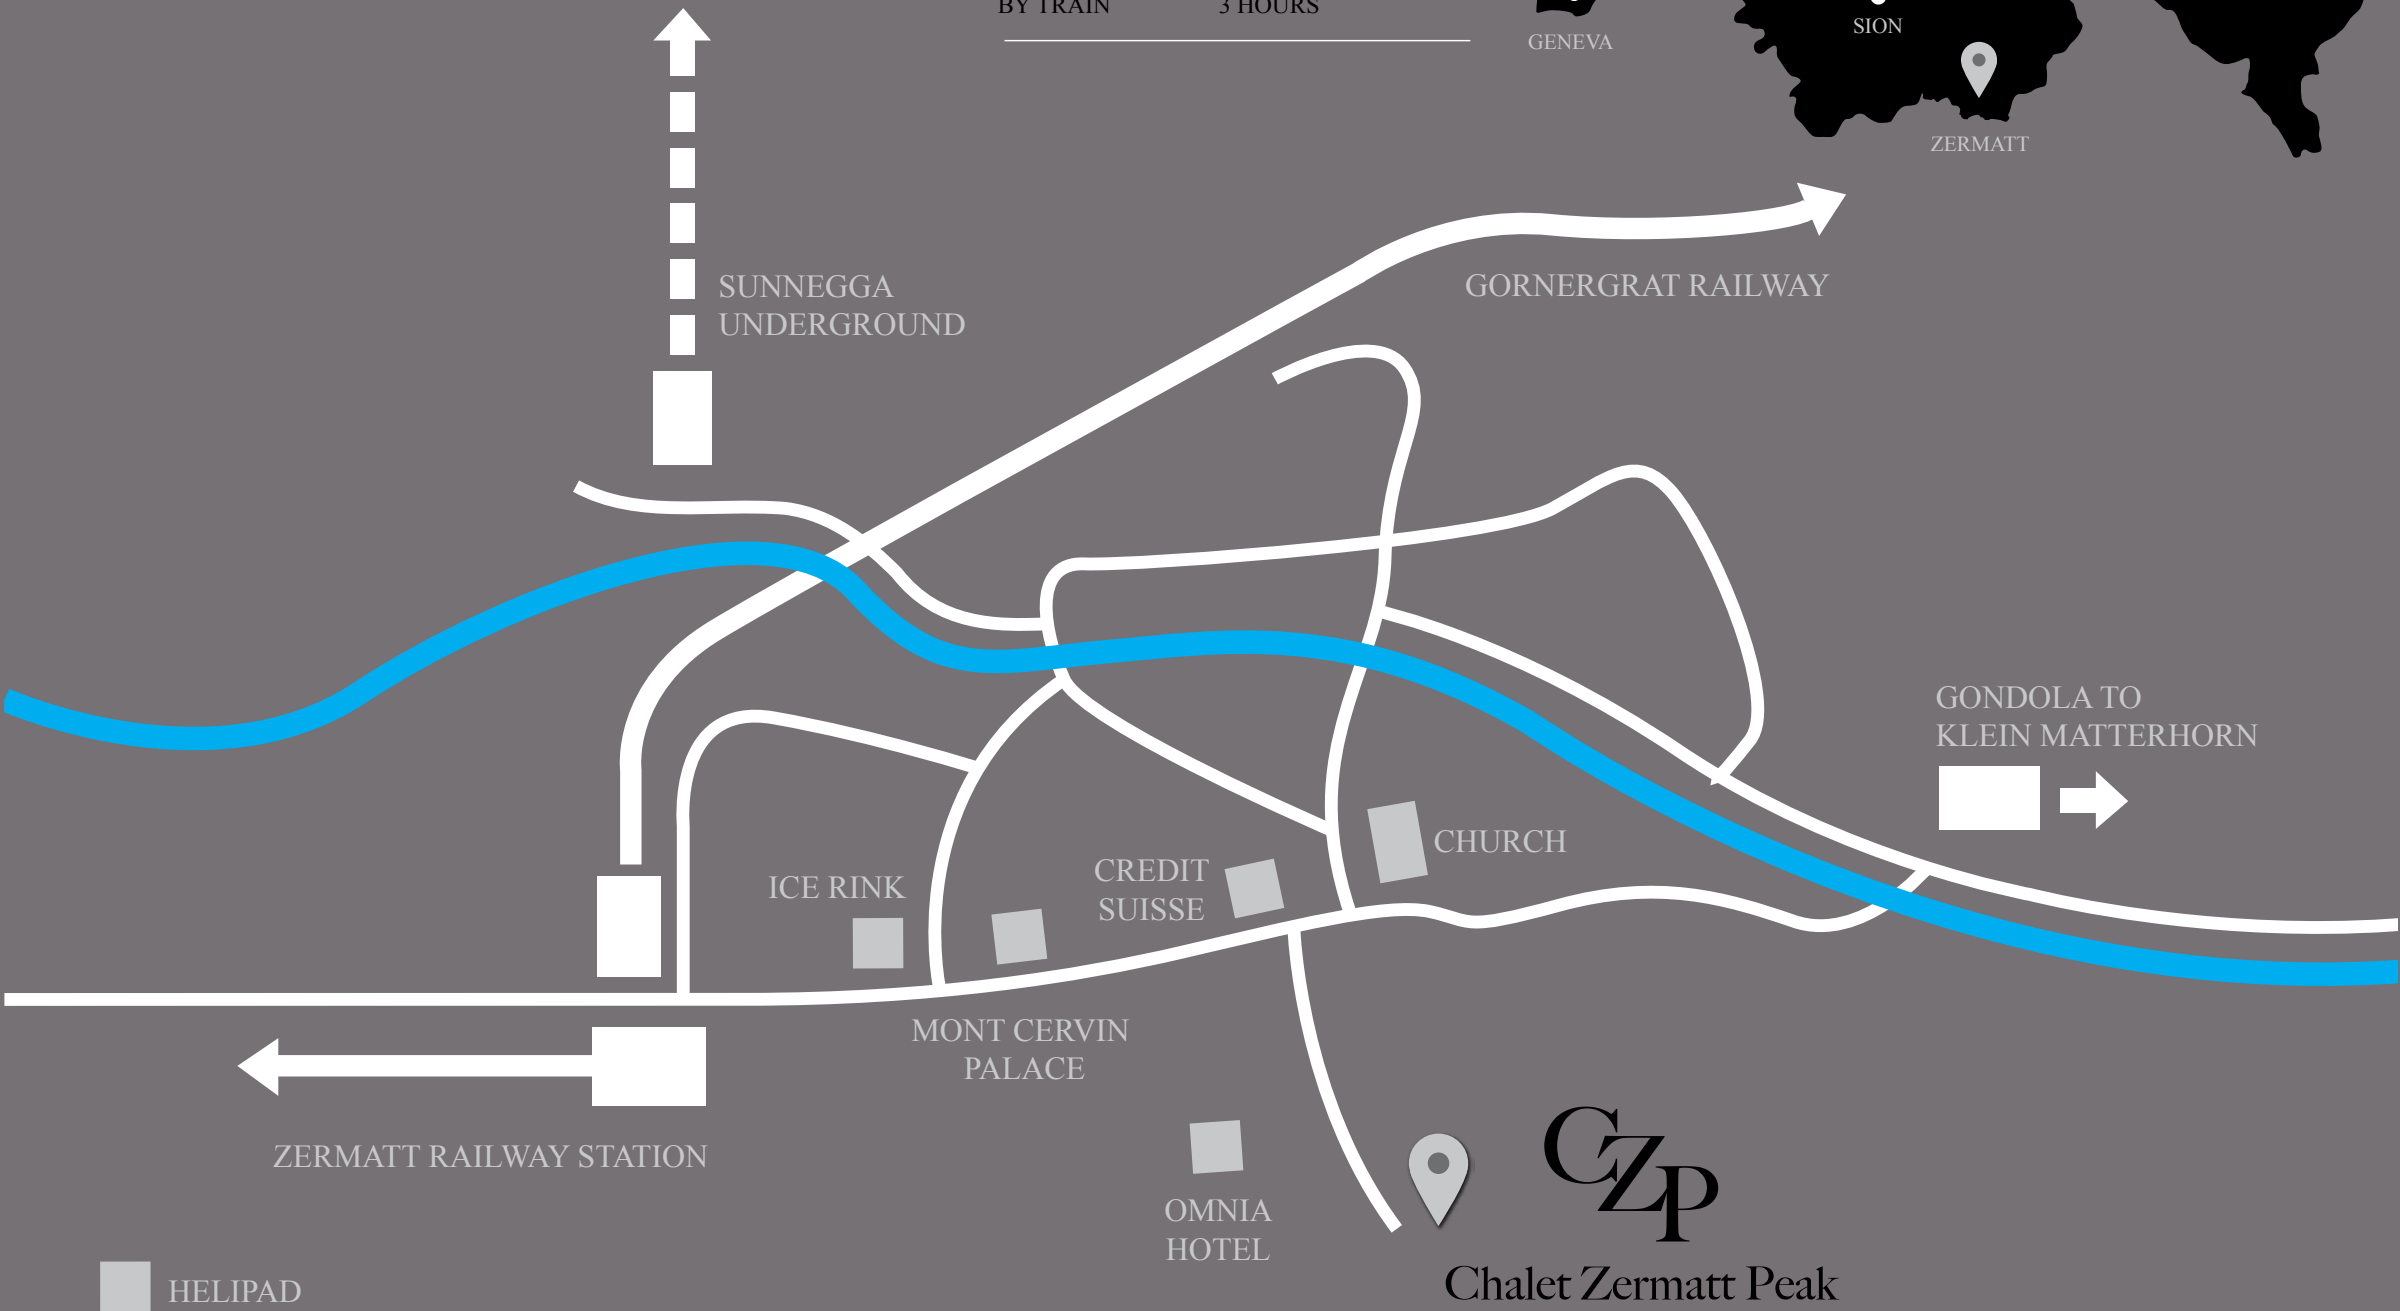 BY TRAIN 3 HOURS
GENEVA
SION
ZERMATT
SUNNEGGA
UNDERGROUND
GORNERGRAT RAILWAY
GONDOLA TO
KLEIN MATTERHORN
CHURCH
CREDIT
SUISSE
ICE RINK
MONT CERVIN
PALACE
ZERMATT RAILWAY STATION
OMNIA
HOTEL
CZP
Chalet Zermatt Peak
HELIPAD